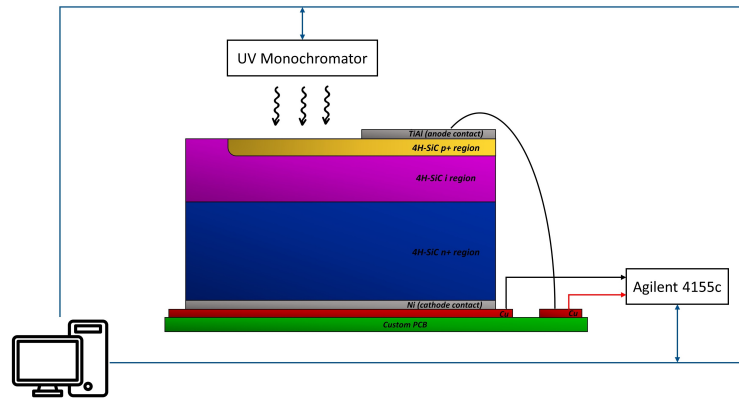 UV Monochromator
TiAl (anode contact)
4H-SiC p+ region
4H-SiC i region
4H-SiC n+ region
Ni (cathode contact)
Cu
Cu
Custom PCB
Agilent 4155c